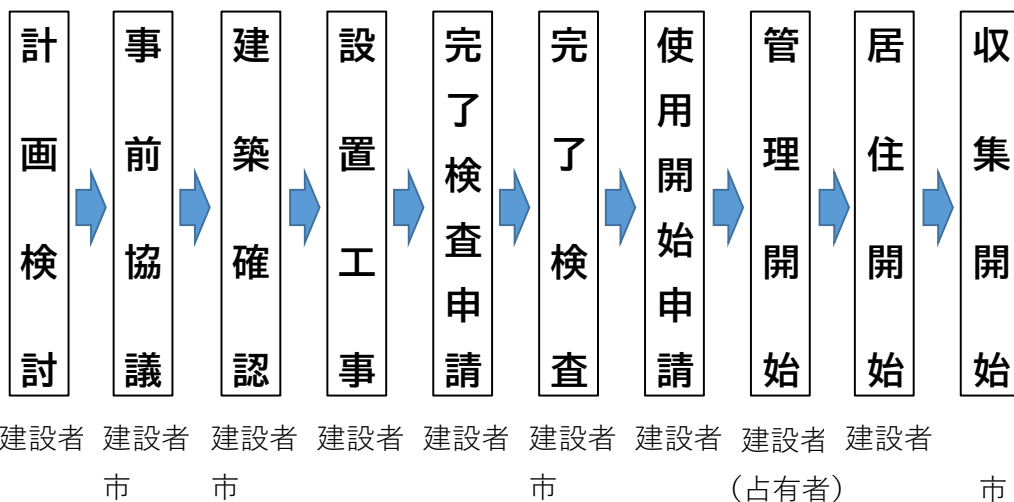 計画検討
事前協議
建築確認
設置工事
完了検査申請
完了検査
使用開始申請
管理開始
居住開始
収集開始
建設者 建設者 建設者 建設者 建設者 建設者 建設者 建設者 建設者
市 市 市 (占有者) 市